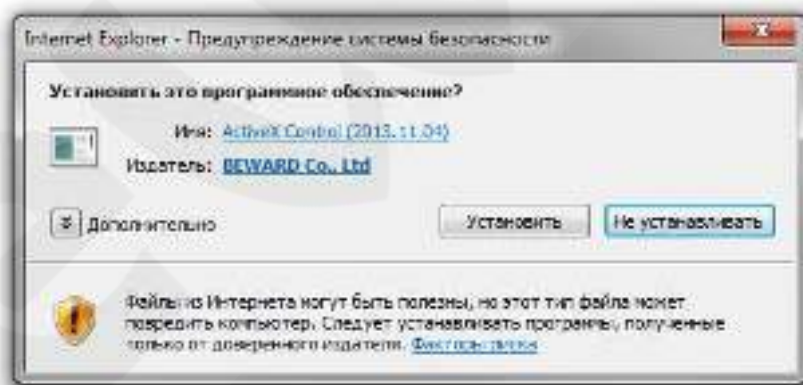 Internet Explorer - Предупреждение системы безопасности
Установить это программное обеспечение?
Имя: ActiveX Control (2013.11.04)
Издатель: BEWARD Co., Ltd
Дополнительно
Установить
Не устанавливать
Файлы из Интернета могут быть полезны, но этот тип файла может
повредить компьютер. Следует устанавливать программы, полученные
только от доверенного издателя. Факторы риска